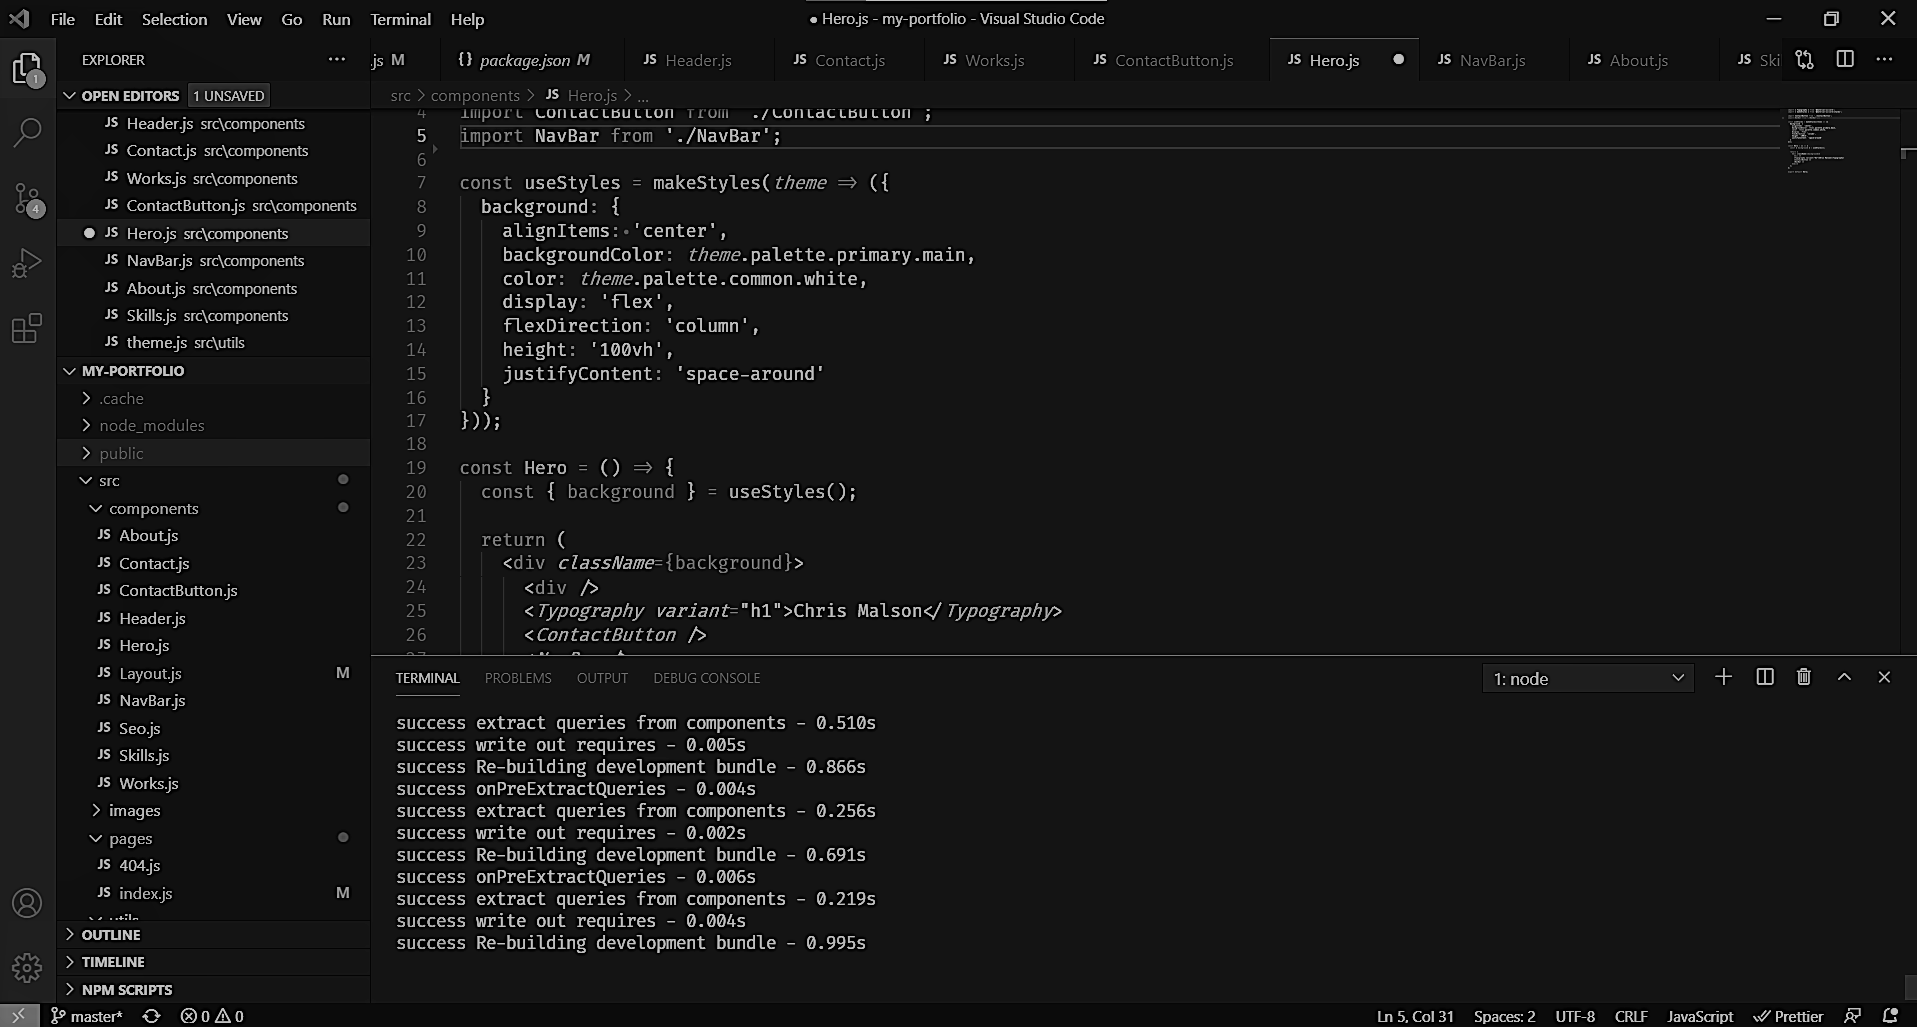 File Edit Selection View Go Run Terminal Help
● Hero.js - my-portfolio - Visual Studio Code
EXPLORER ···
.js M
{} package.json M
JS Header.js
JS Contact.js
JS Works.js
JS ContactButton.js
JS Hero.js
JS NavBar.js
JS About.js
JS Ski
1
OPEN EDITORS 1 UNSAVED
JS Header.js src\components
JS Contact.js src\components
JS Works.js src\components
JS ContactButton.js src\components
JS Hero.js src\components
JS NavBar.js src\components
JS About.js src\components
JS Skills.js src\components
JS theme.js src\utils
4
MY-PORTFOLIO
.cache
node_modules
public
src
components
JS About.js
JS Contact.js
JS ContactButton.js
JS Header.js
JS Hero.js
JS Layout.js M
JS NavBar.js
JS Seo.js
JS Skills.js
JS Works.js
images
pages
JS 404.js
JS index.js M
utils
OUTLINE
TIMELINE
NPM SCRIPTS
src > components > JS Hero.js > ...
4 import ContactButton from './ContactButton';
5 import NavBar from './NavBar';
6
7 const useStyles = makeStyles(theme => ({
8 background: {
9 alignItems: 'center',
10 backgroundColor: theme.palette.primary.main,
11 color: theme.palette.common.white,
12 display: 'flex',
13 flexDirection: 'column',
14 height: '100vh',
15 justifyContent: 'space-around'
16 }
17 }));
18
19 const Hero = () => {
20 const { background } = useStyles();
21
22 return (
23 <div className={background}>
24 <div />
25 <Typography variant="h1">Chris Malson</Typography>
26 <ContactButton />
TERMINAL PROBLEMS OUTPUT DEBUG CONSOLE
1: node
success extract queries from components - 0.510s
success write out requires - 0.005s
success Re-building development bundle - 0.866s
success onPreExtractQueries - 0.004s
success extract queries from components - 0.256s
success write out requires - 0.002s
success Re-building development bundle - 0.691s
success onPreExtractQueries - 0.006s
success extract queries from components - 0.219s
success write out requires - 0.004s
success Re-building development bundle - 0.995s
master* 0 0
Ln 5, Col 31 Spaces: 2 UTF-8 CRLF JavaScript Prettier